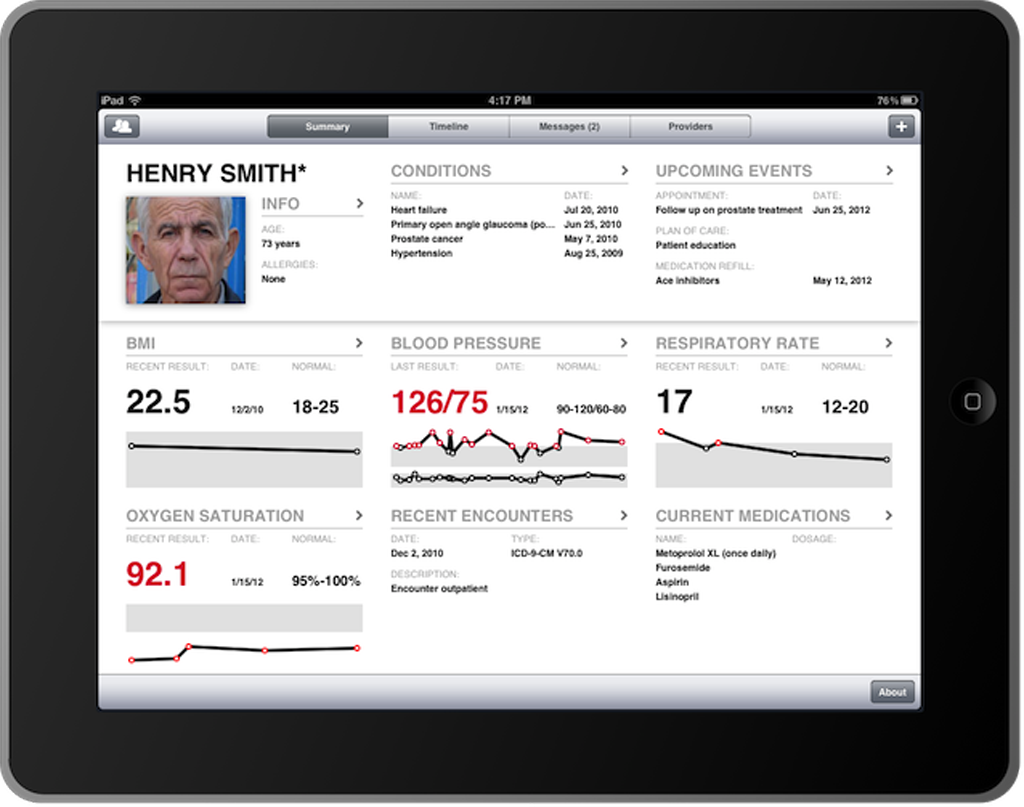 iPad 4:17 PM 76%
Summary Timeline Messages (2) Providers +
HENRY SMITH*
INFO
AGE:
73 years
ALLERGIES:
None
CONDITIONS
NAME: DATE:
Heart failure Jul 20, 2010
Primary open angle glaucoma (po... Jun 25, 2010
Prostate cancer May 7, 2010
Hypertension Aug 25, 2009
UPCOMING EVENTS
APPOINTMENT: DATE:
Follow up on prostate treatment Jun 25, 2012
PLAN OF CARE:
Patient education
MEDICATION REFILL:
Ace inhibitors May 12, 2012
BMI
RECENT RESULT: DATE: NORMAL:
22.5 12/2/10 18-25
BLOOD PRESSURE
LAST RESULT: DATE: NORMAL:
126/75 1/15/12 90-120/60-80
RESPIRATORY RATE
RECENT RESULT: DATE: NORMAL:
17 1/15/12 12-20
OXYGEN SATURATION
RECENT RESULT: DATE: NORMAL:
92.1 1/15/12 95%-100%
RECENT ENCOUNTERS
DATE: TYPE:
Dec 2, 2010 ICD-9-CM V70.0
DESCRIPTION:
Encounter outpatient
CURRENT MEDICATIONS
NAME: DOSAGE:
Metoprolol XL (once daily)
Furosemide
Aspirin
Lisinopril
About